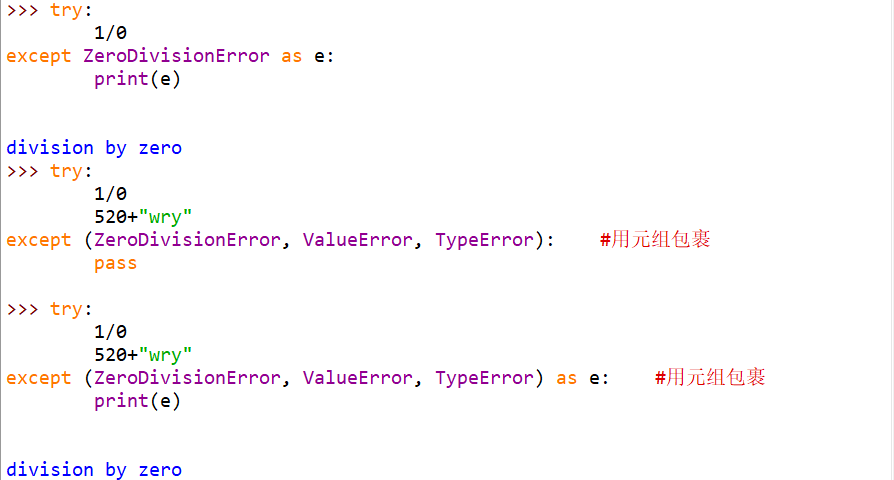 >>> try:
        1/0
except ZeroDivisionError as e:
        print(e)
division by zero
>>> try:
        1/0
        520+"wry"
except (ZeroDivisionError, ValueError, TypeError):    #用元组包裹
        pass
>>> try:
        1/0
        520+"wry"
except (ZeroDivisionError, ValueError, TypeError) as e:    #用元组包裹
        print(e)
division by zero